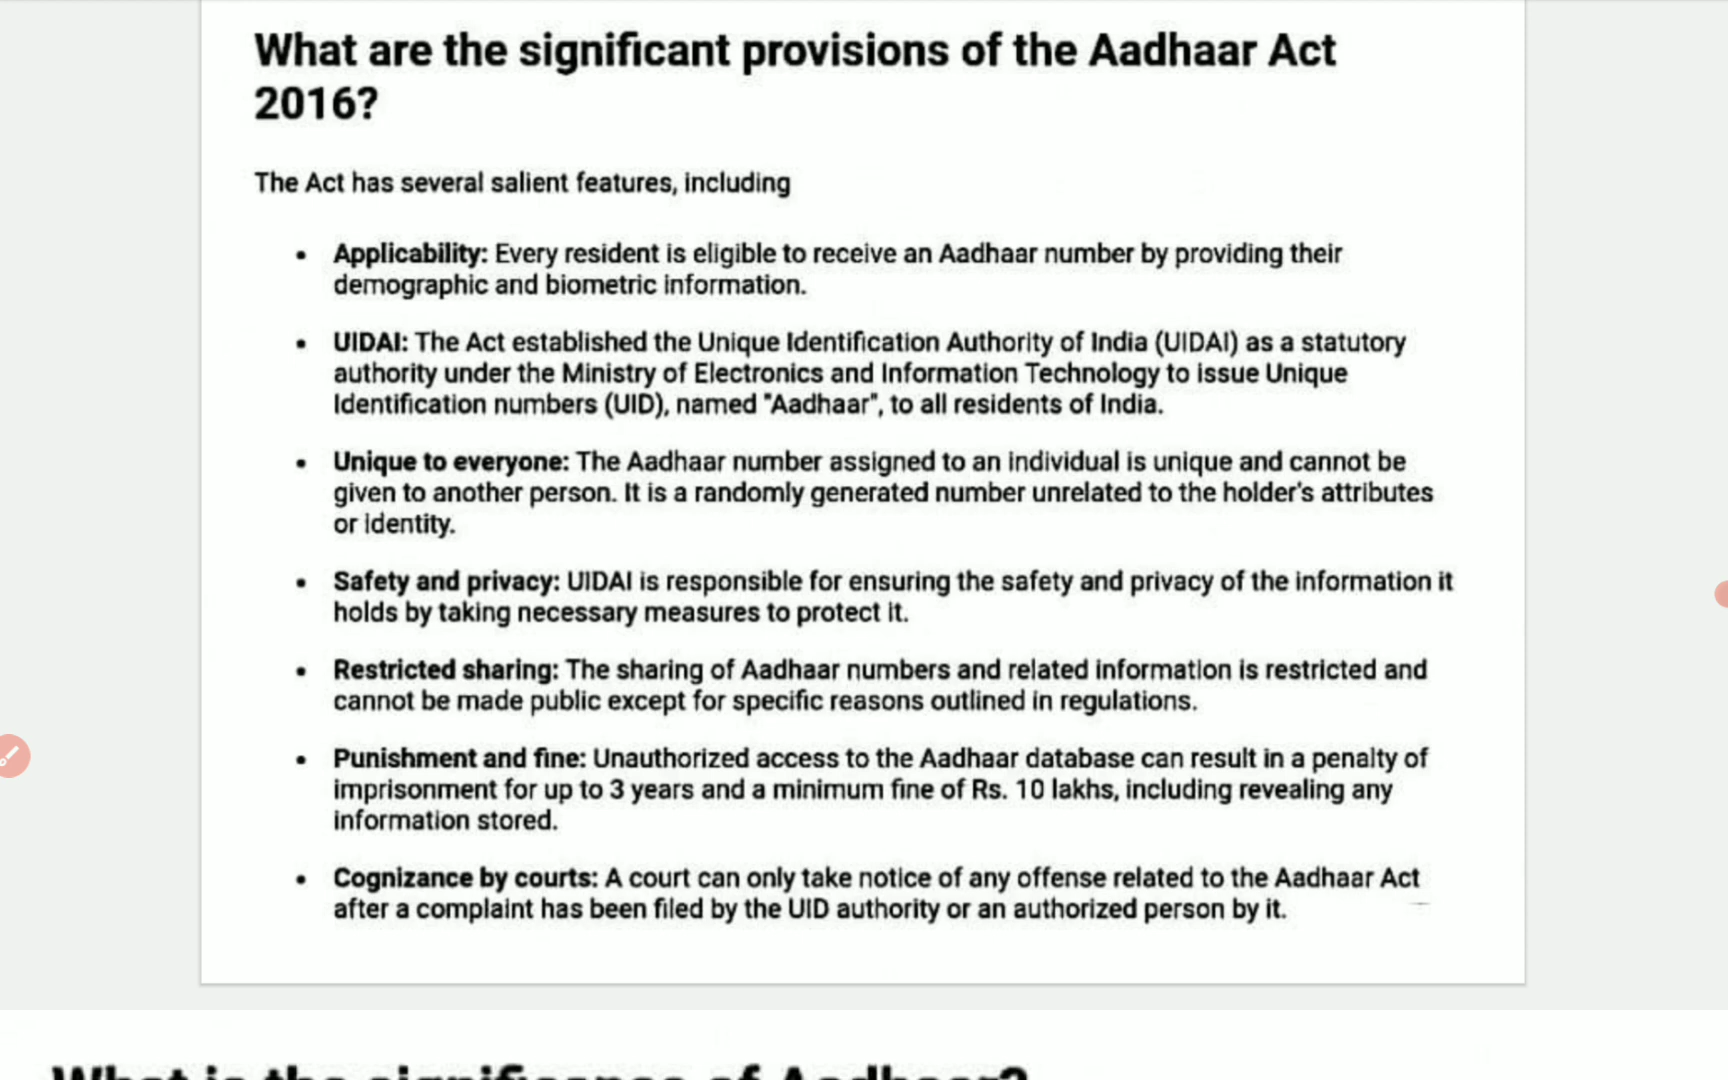 What are the significant provisions of the Aadhaar Act
2016?
The Act has several salient features, including
• Applicability: Every resident is eligible to receive an Aadhaar number by providing their
demographic and biometric information.
• UIDAI: The Act established the Unique Identification Authority of India (UIDAI) as a statutory
authority under the Ministry of Electronics and Information Technology to issue Unique
Identification numbers (UID), named "Aadhaar", to all residents of India.
• Unique to everyone: The Aadhaar number assigned to an individual is unique and cannot be
given to another person. It is a randomly generated number unrelated to the holder's attributes
or identity.
• Safety and privacy: UIDAI is responsible for ensuring the safety and privacy of the information it
holds by taking necessary measures to protect it.
• Restricted sharing: The sharing of Aadhaar numbers and related information is restricted and
cannot be made public except for specific reasons outlined in regulations.
• Punishment and fine: Unauthorized access to the Aadhaar database can result in a penalty of
imprisonment for up to 3 years and a minimum fine of Rs. 10 lakhs, including revealing any
information stored.
• Cognizance by courts: A court can only take notice of any offense related to the Aadhaar Act
after a complaint has been filed by the UID authority or an authorized person by it.
What is the significance of Aadhaar?